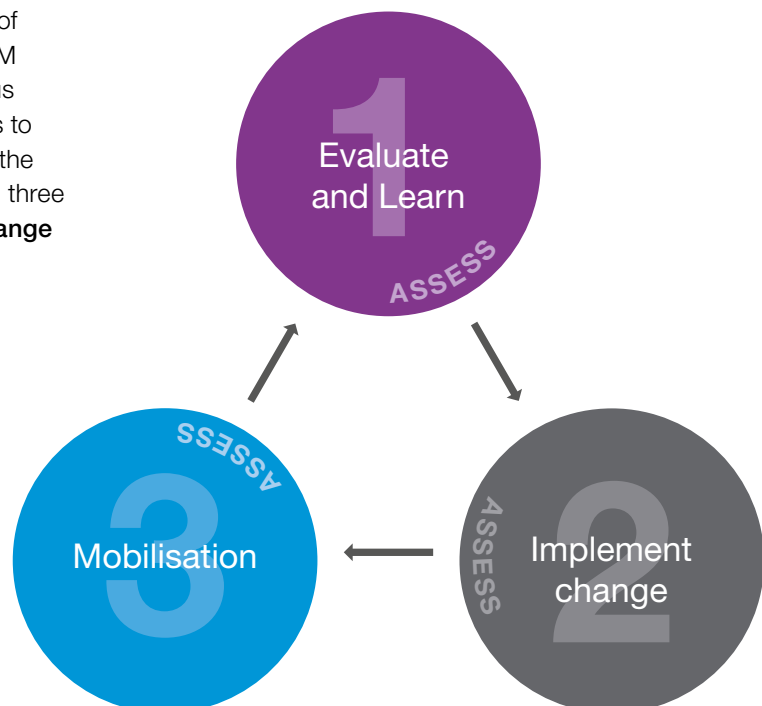 of
M
s to
the
three
ange
1
Evaluate
and Learn
ASSESS
2
Implement
change
ASSESS
3
Mobilisation
ASSESS